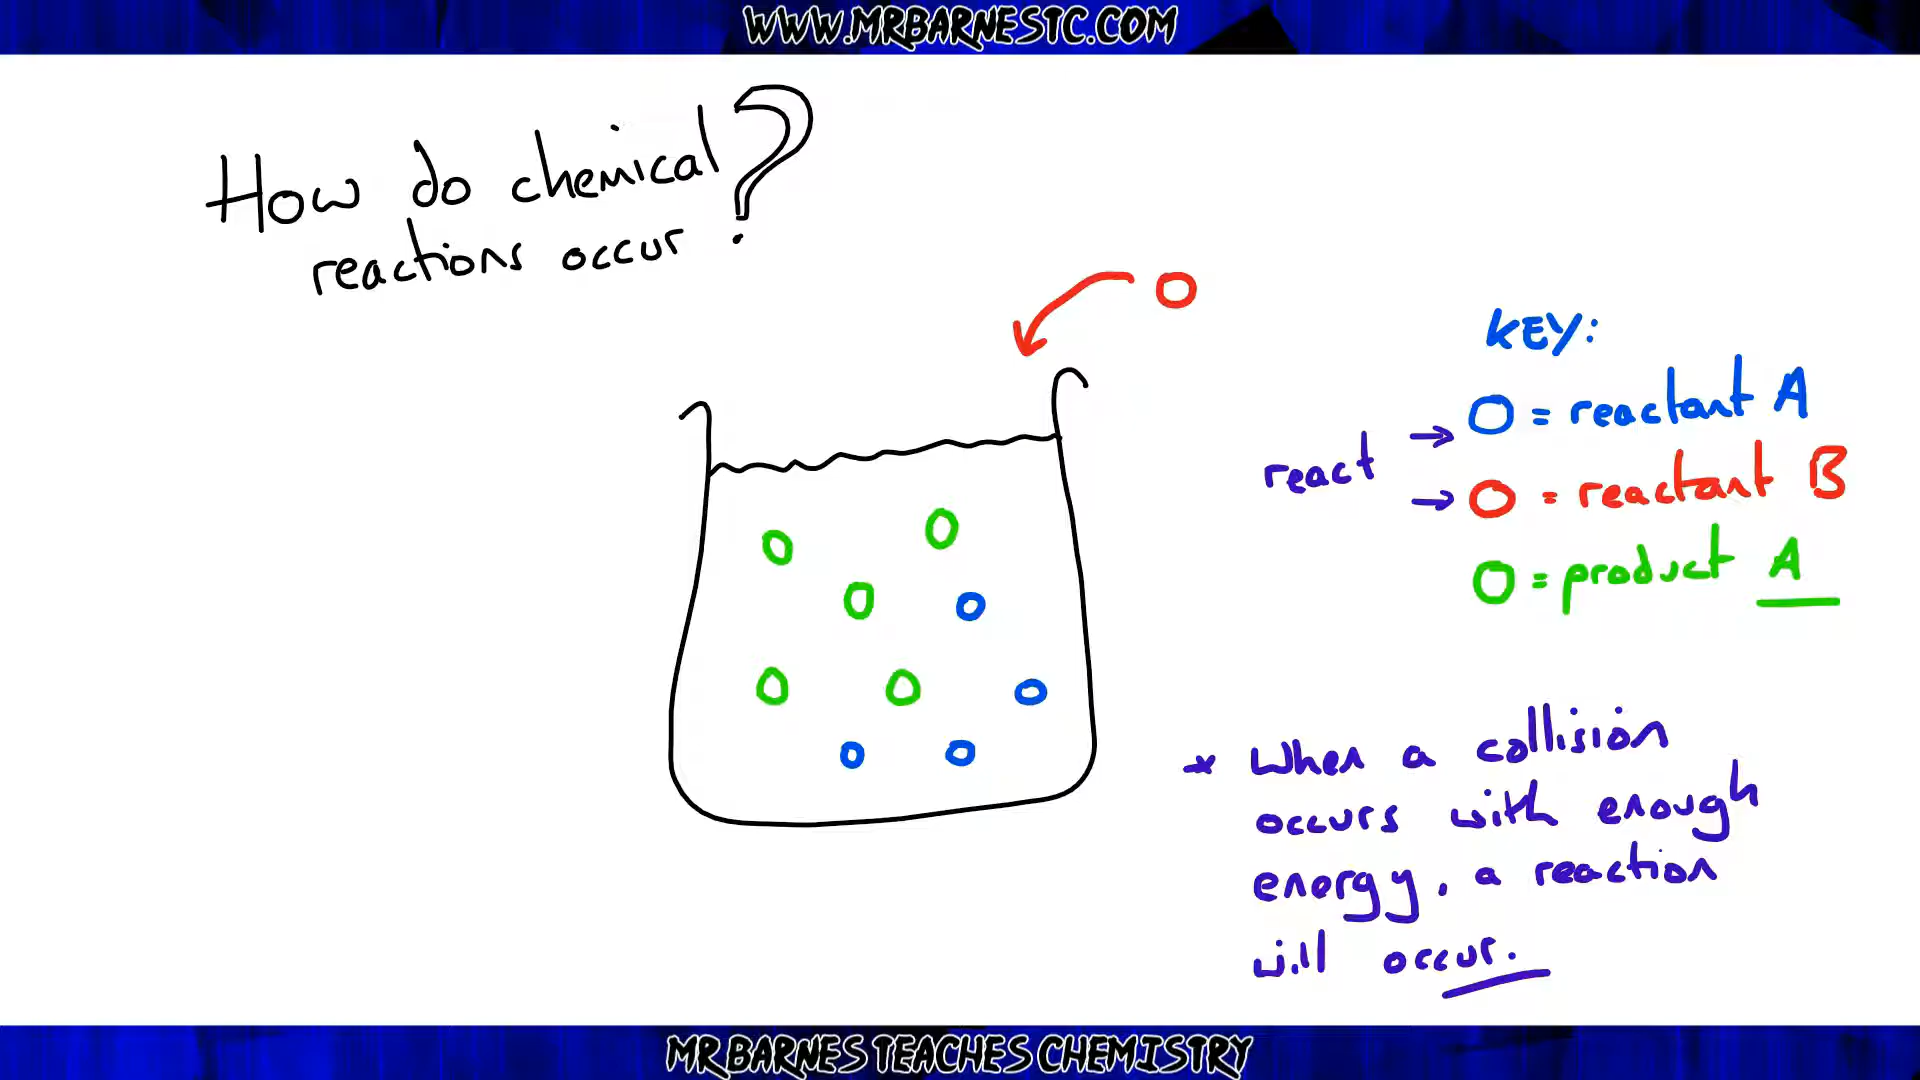 WWW.MRBARNESTC.COM
How do chemical
reactions occur?
KEY:
O = reactant A
react → O = reactant B
→ O = product A
* When a collision
occurs with enough
energy, a reaction
will occur.
MR BARNES TEACHES CHEMISTRY